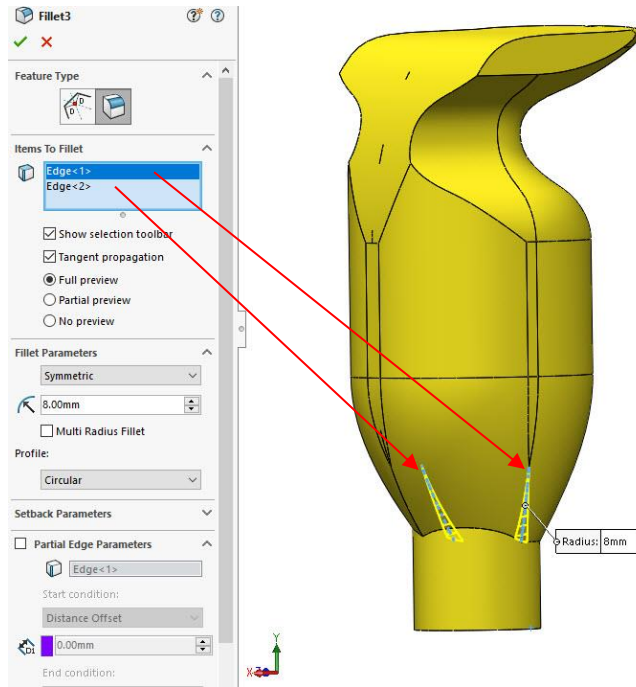 Fillet3
Feature Type
Items To Fillet
Edge<1>
Edge<2>
Show selection toolbar
Tangent propagation
Full preview
Partial preview
No preview
Fillet Parameters
Symmetric
8.00mm
Multi Radius Fillet
Profile:
Circular
Setback Parameters
Partial Edge Parameters
Edge<1>
Start condition:
Distance Offset
0.00mm
End condition:
Radius: 8mm
Y